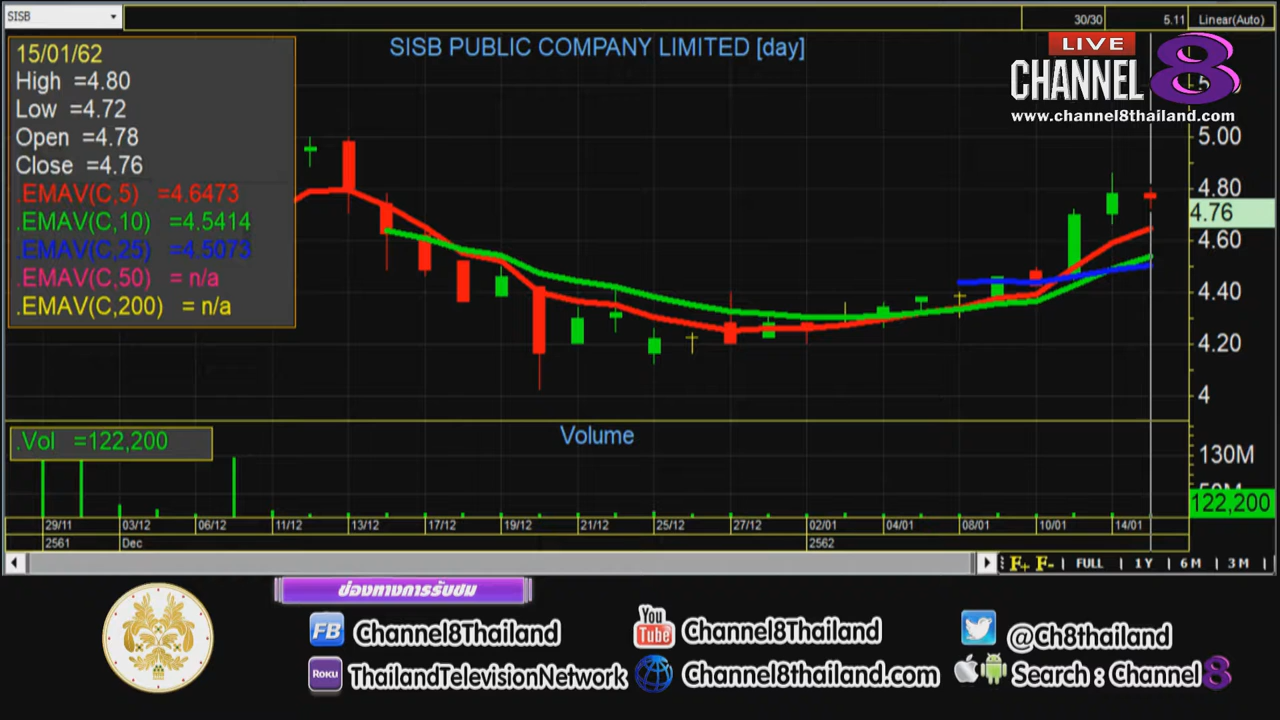 SISB
30/30
5.11
Linear(Auto)
SISB PUBLIC COMPANY LIMITED [day]
LIVE
CHANNEL 8
www.channel8thailand.com
15/01/62
High =4.80
Low =4.72
Open =4.78
Close =4.76
.EMAV(C,5) =4.6473
.EMAV(C,10) =4.5414
.EMAV(C,25) =4.5073
.EMAV(C,50) = n/a
.EMAV(C,200) = n/a
5.00
4.80
4.76
4.60
4.40
4.20
4
.Vol =122,200
Volume
130M
122,200
29/11 03/12 06/12 11/12 13/12 17/12 19/12 21/12 25/12 27/12 02/01 04/01 08/01 10/01 14/01
2561 Dec 2562
F+ F- | FULL | 1Y | 6M | 3M |
ช่องทางการรับชม
FB Channel8Thailand
You Tube Channel8Thailand
@Ch8thailand
ROKU ThailandTelevisionNetwork
Channel8thailand.com
Search : Channel 8